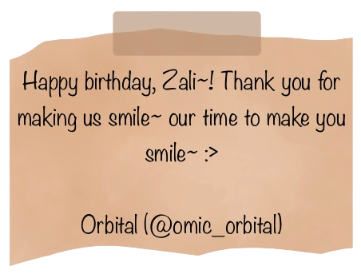 Happy birthday, Zali~! Thank you for
making us smile~ our time to make you
smile~ :>
Orbital (@omic_orbital)